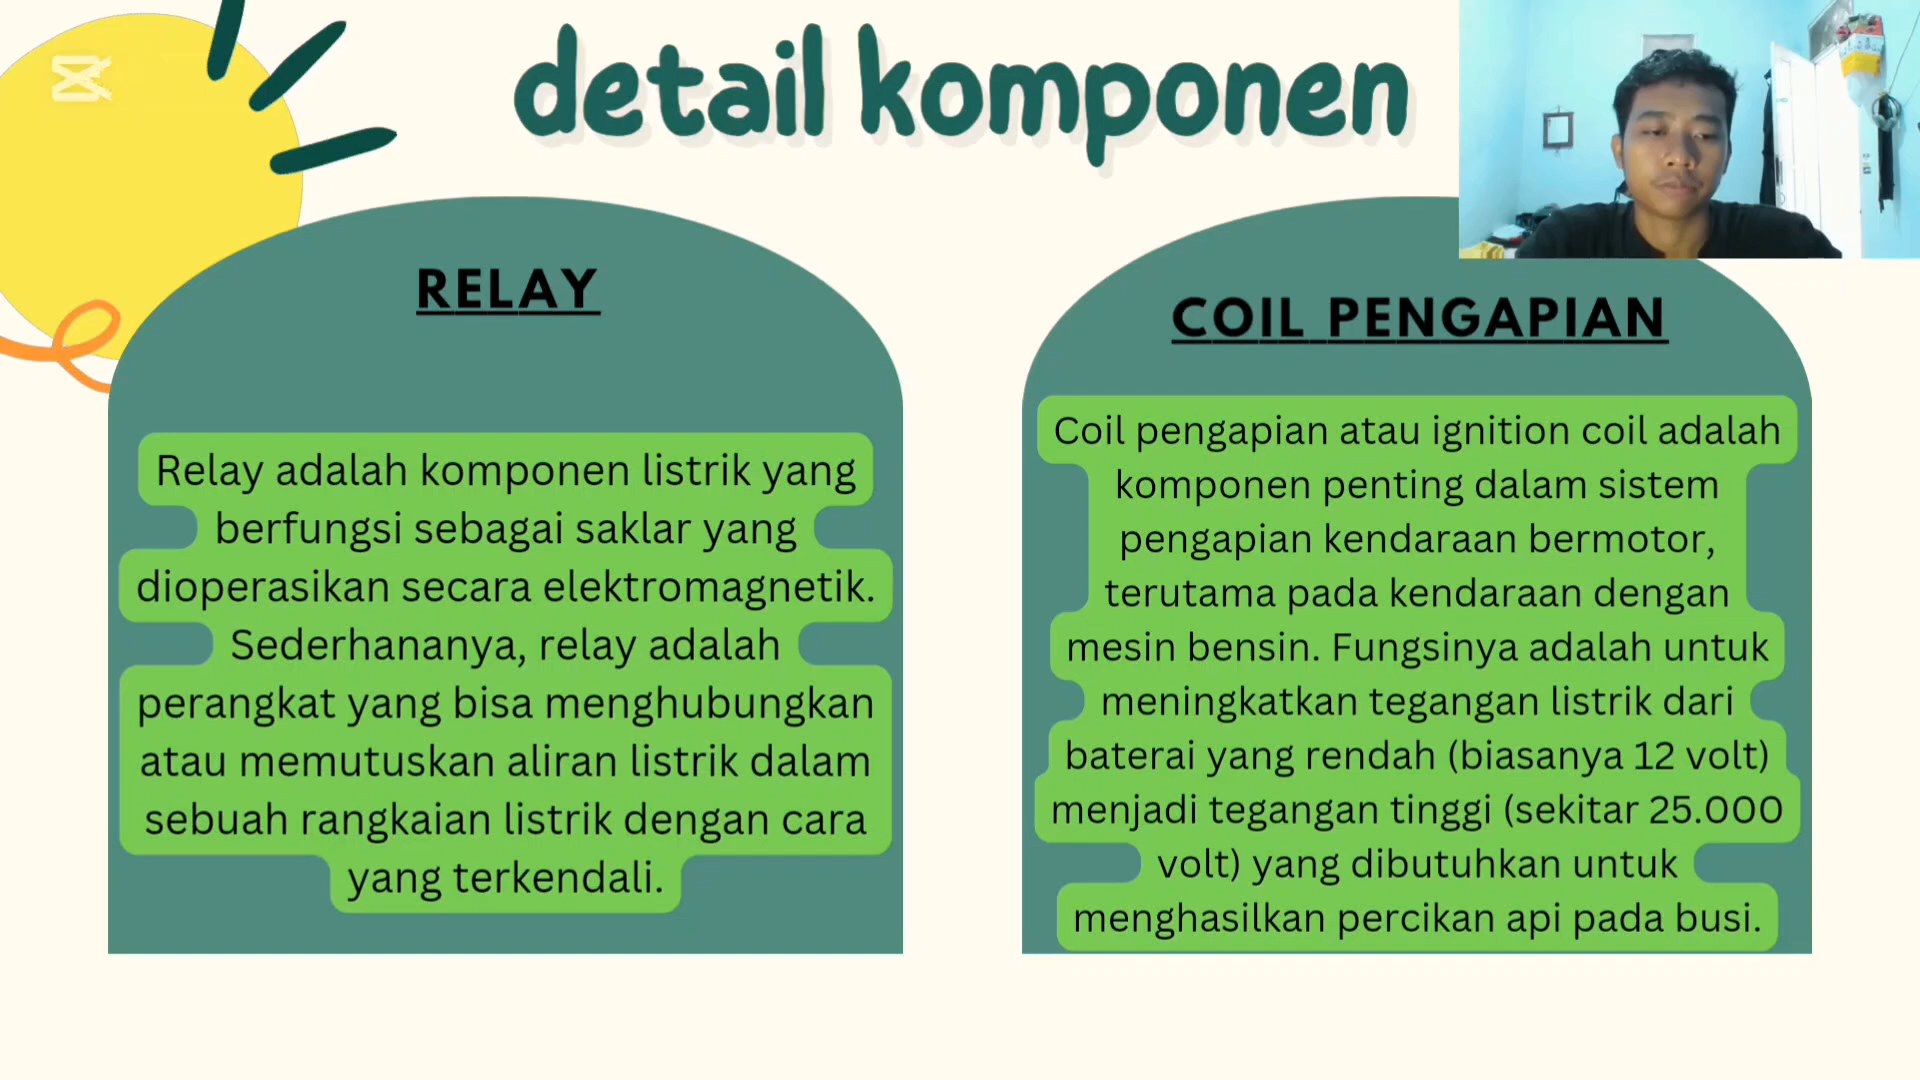 detail komponen
RELAY
Relay adalah komponen listrik yang
berfungsi sebagai saklar yang
dioperasikan secara elektromagnetik.
Sederhananya, relay adalah
perangkat yang bisa menghubungkan
atau memutuskan aliran listrik dalam
sebuah rangkaian listrik dengan cara
yang terkendali.
COIL PENGAPIAN
Coil pengapian atau ignition coil adalah
komponen penting dalam sistem
pengapian kendaraan bermotor,
terutama pada kendaraan dengan
mesin bensin. Fungsinya adalah untuk
meningkatkan tegangan listrik dari
baterai yang rendah (biasanya 12 volt)
menjadi tegangan tinggi (sekitar 25.000
volt) yang dibutuhkan untuk
menghasilkan percikan api pada busi.